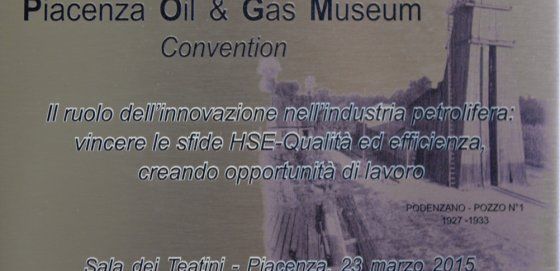 Piacenza Oil & Gas Museum
Convention
Il ruolo dell'innovazione nell'industria petrolifera:
vincere le sfide HSE-Qualità ed efficienza,
creando opportunità di lavoro
PODENZANO - POZZO N°1
1927 -1933
Sala dei Teatini - Piacenza, 23 marzo 2015